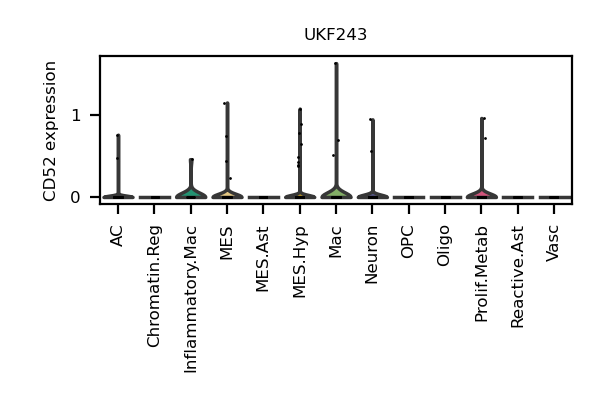 UKF243
CD52 expression
1
0
AC
Chromatin.Reg
Inflammatory.Mac
MES
MES.Ast
MES.Hyp
Mac
Neuron
OPC
Oligo
Prolif.Metab
Reactive.Ast
Vasc